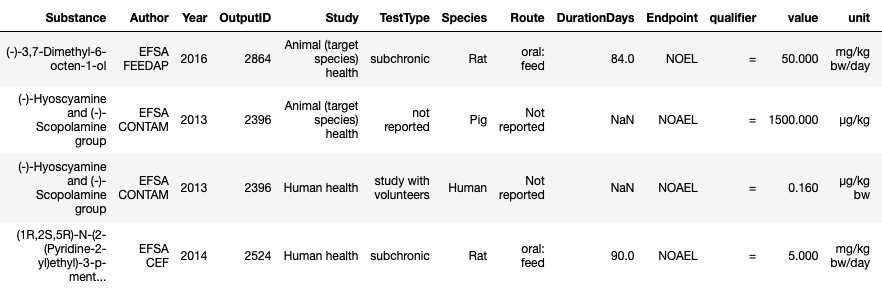 Substance Author Year OutputID Study TestType Species Route DurationDays Endpoint qualifier value unit
(-)-3,7-Dimethyl-6-octen-1-ol EFSA FEEDAP 2016 2864 Animal (target species) health subchronic Rat oral: feed 84.0 NOEL = 50.000 mg/kg bw/day
(-)-Hyoscyamine and (-)-Scopolamine group EFSA CONTAM 2013 2396 Animal (target species) health not reported Pig Not reported NaN NOAEL = 1500.000 µg/kg
(-)-Hyoscyamine and (-)-Scopolamine group EFSA CONTAM 2013 2396 Human health study with volunteers Human Not reported NaN NOAEL = 0.160 µg/kg bw
(1R,2S,5R)-N-(2-(Pyridine-2-yl)ethyl)-3-p-ment... EFSA CEF 2014 2524 Human health subchronic Rat oral: feed 90.0 NOAEL = 5.000 mg/kg bw/day